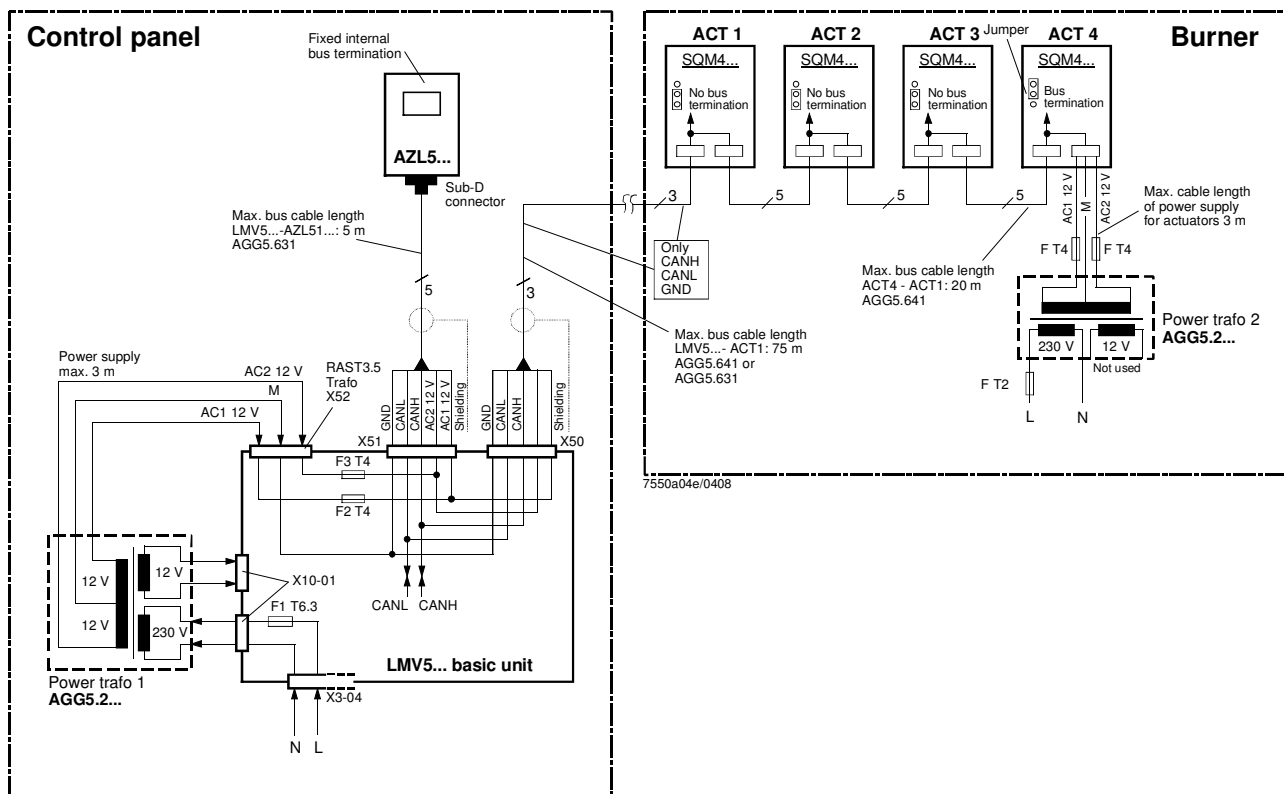 Control panel
Fixed internal
bus termination
AZL5...
Sub-D
connector
Max. bus cable length
LMV5...-AZL51...: 5 m
AGG5.631
5
3
Power supply
max. 3 m
AC2 12 V
M
AC1 12 V
RAST3.5
Trafo
X52
GND
CANL
CANH
AC2 12 V
AC1 12 V
Shielding
GND
CANL
CANH
Shielding
X51
X50
F3 T4
F2 T4
12 V
12 V
12 V
230 V
X10-01
F1 T6.3
CANL
CANH
LMV5... basic unit
Power trafo 1
AGG5.2...
X3-04
N
L
Burner
ACT 1
ACT 2
ACT 3
Jumper
ACT 4
SQM4...
SQM4...
SQM4...
SQM4...
No bus
termination
No bus
termination
No bus
termination
Bus
termination
3
5
5
5
Only
CANH
CANL
GND
Max. bus cable length
LMV5...- ACT1: 75 m
AGG5.641 or
AGG5.631
Max. bus cable length
ACT4 - ACT1: 20 m
AGG5.641
AC1 12 V
M
AC2 12 V
Max. cable length
of power supply
for actuators 3 m
F T4
F T4
230 V
12 V
Power trafo 2
AGG5.2...
Not used
F T2
L
N
7550a04e/0408